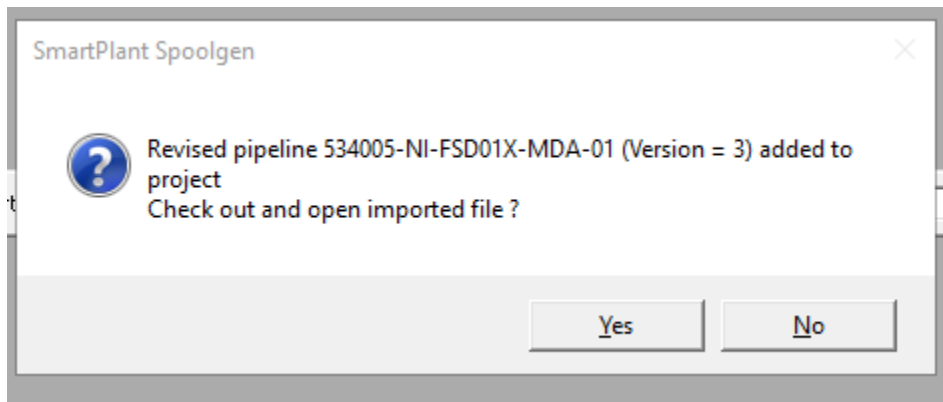 SmartPlant Spoolgen
Revised pipeline 534005-NI-FSD01X-MDA-01 (Version = 3) added to
project
Check out and open imported file ?
Yes
No